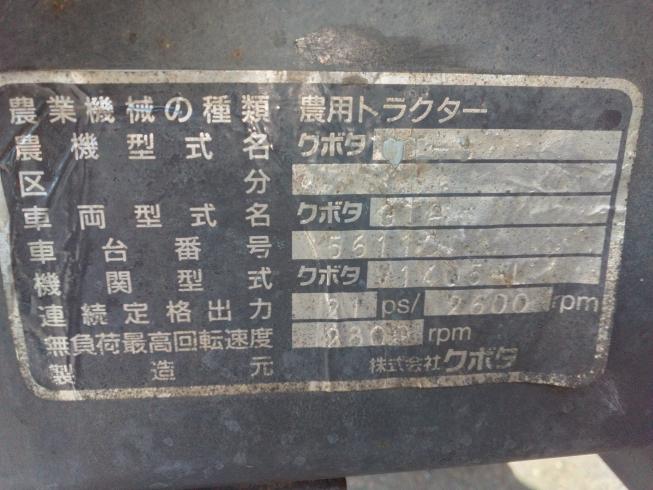 農業機械の種類 農用トラクター
農機型式名 クボタ
区分
車両型式名 クボタ
車台番号
機関型式 クボタ
連続定格出力 21 ps/ 2600 rpm
無負荷最高回転速度 rpm
製造元 株式会社クボタ